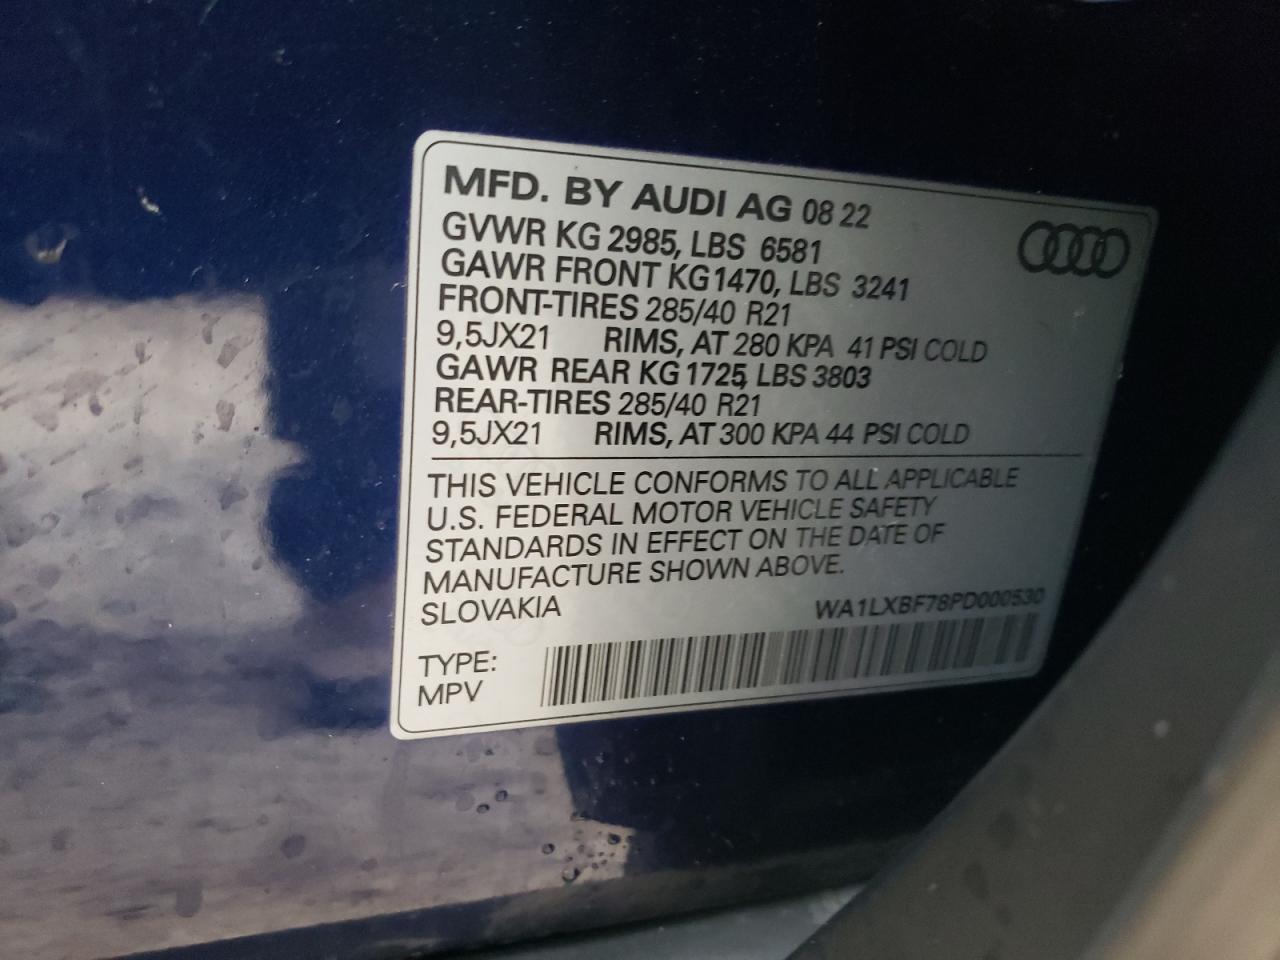 MFD. BY AUDI AG 08 22
GVWR KG 2985, LBS 6581
GAWR FRONT KG1470, LBS 3241
FRONT-TIRES 285/40 R21
9,5JX21 RIMS, AT 280 KPA 41 PSI COLD
GAWR REAR KG 1725, LBS 3803
REAR-TIRES 285/40 R21
9,5JX21 RIMS, AT 300 KPA 44 PSI COLD
THIS VEHICLE CONFORMS TO ALL APPLICABLE
U.S. FEDERAL MOTOR VEHICLE SAFETY
STANDARDS IN EFFECT ON THE DATE OF
MANUFACTURE SHOWN ABOVE.
SLOVAKIA WA1LXBF78PD000530
TYPE:
MPV